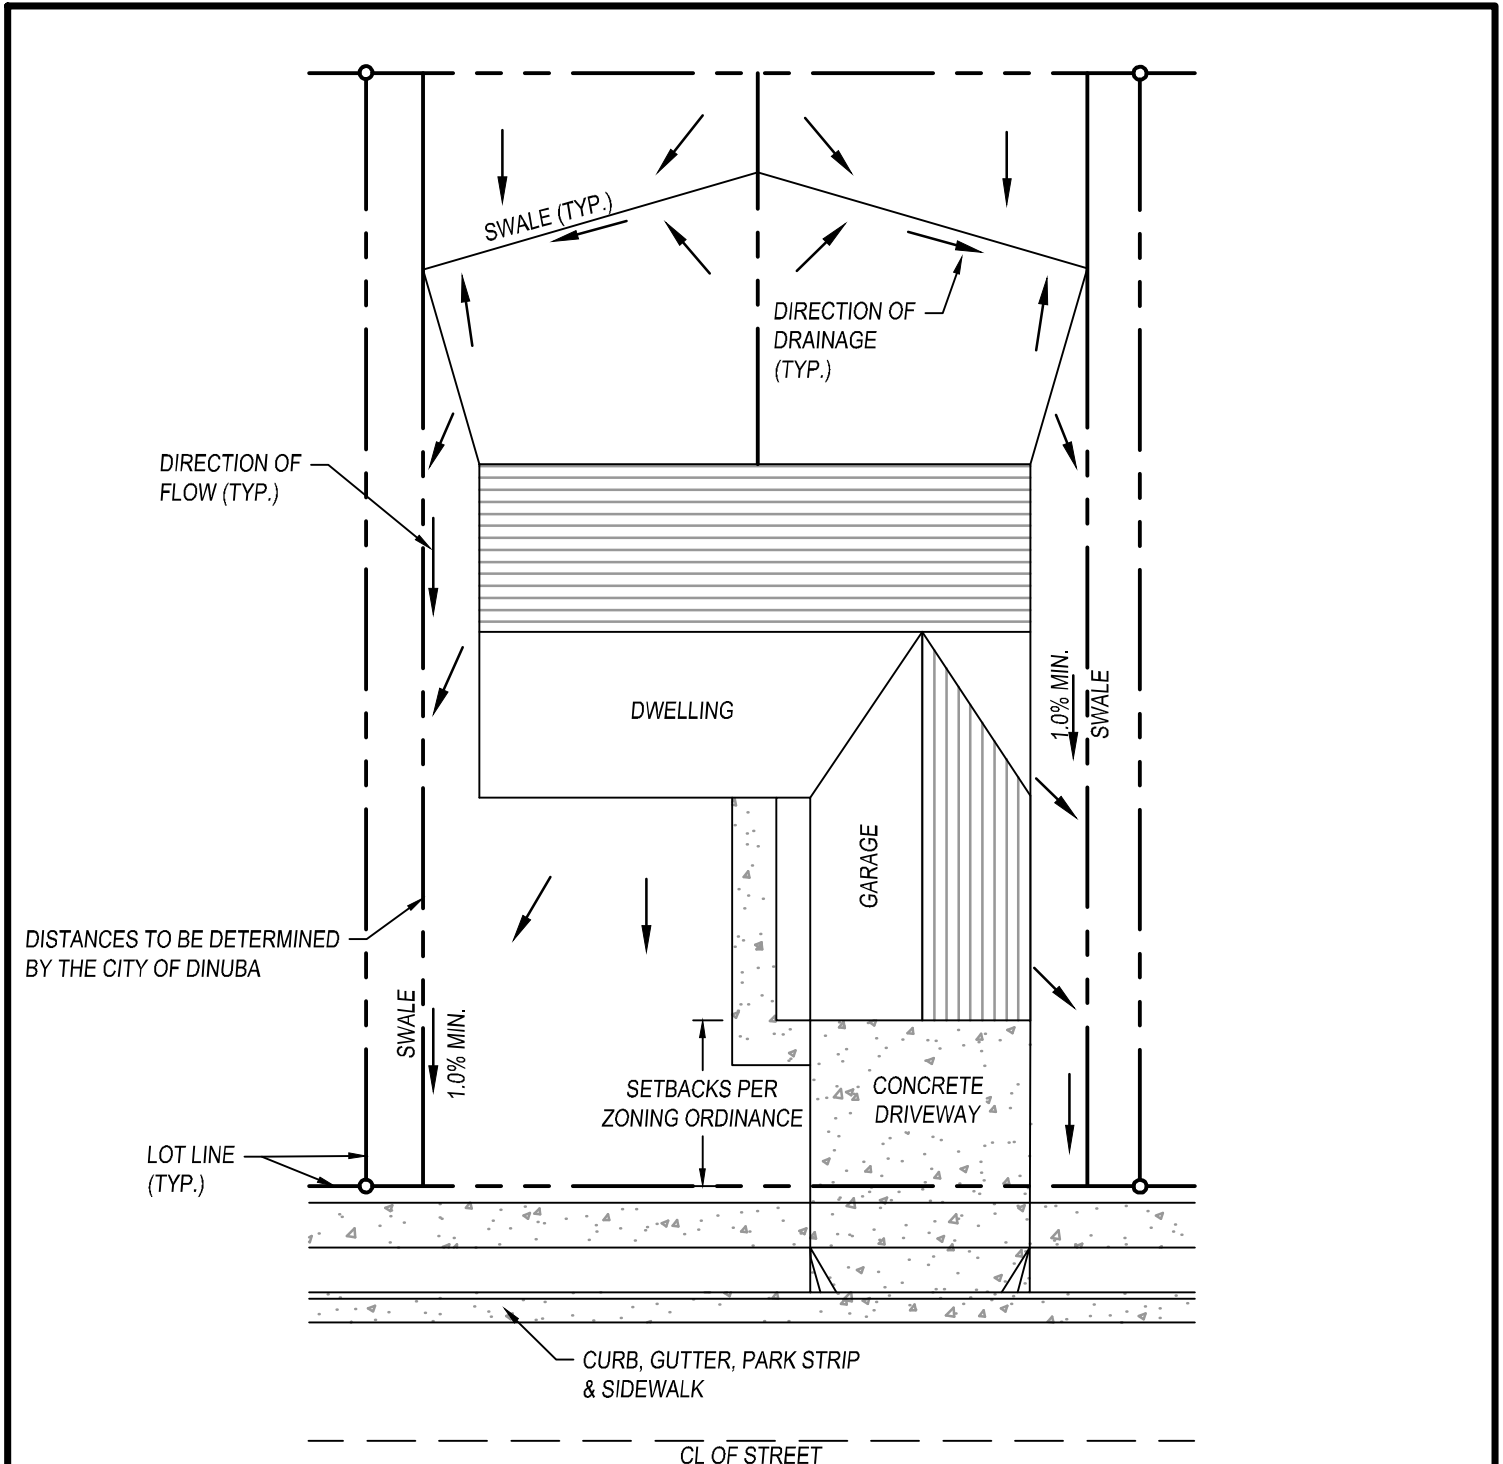 SWALE (TYP.)
DIRECTION OF
DRAINAGE
(TYP.)
DIRECTION OF
FLOW (TYP.)
1.0% MIN.
SWALE
DWELLING
GARAGE
DISTANCES TO BE DETERMINED
BY THE CITY OF DINUBA
SWALE
1.0% MIN.
SETBACKS PER
ZONING ORDINANCE
CONCRETE
DRIVEWAY
LOT LINE
(TYP.)
CURB, GUTTER, PARK STRIP
& SIDEWALK
CL OF STREET